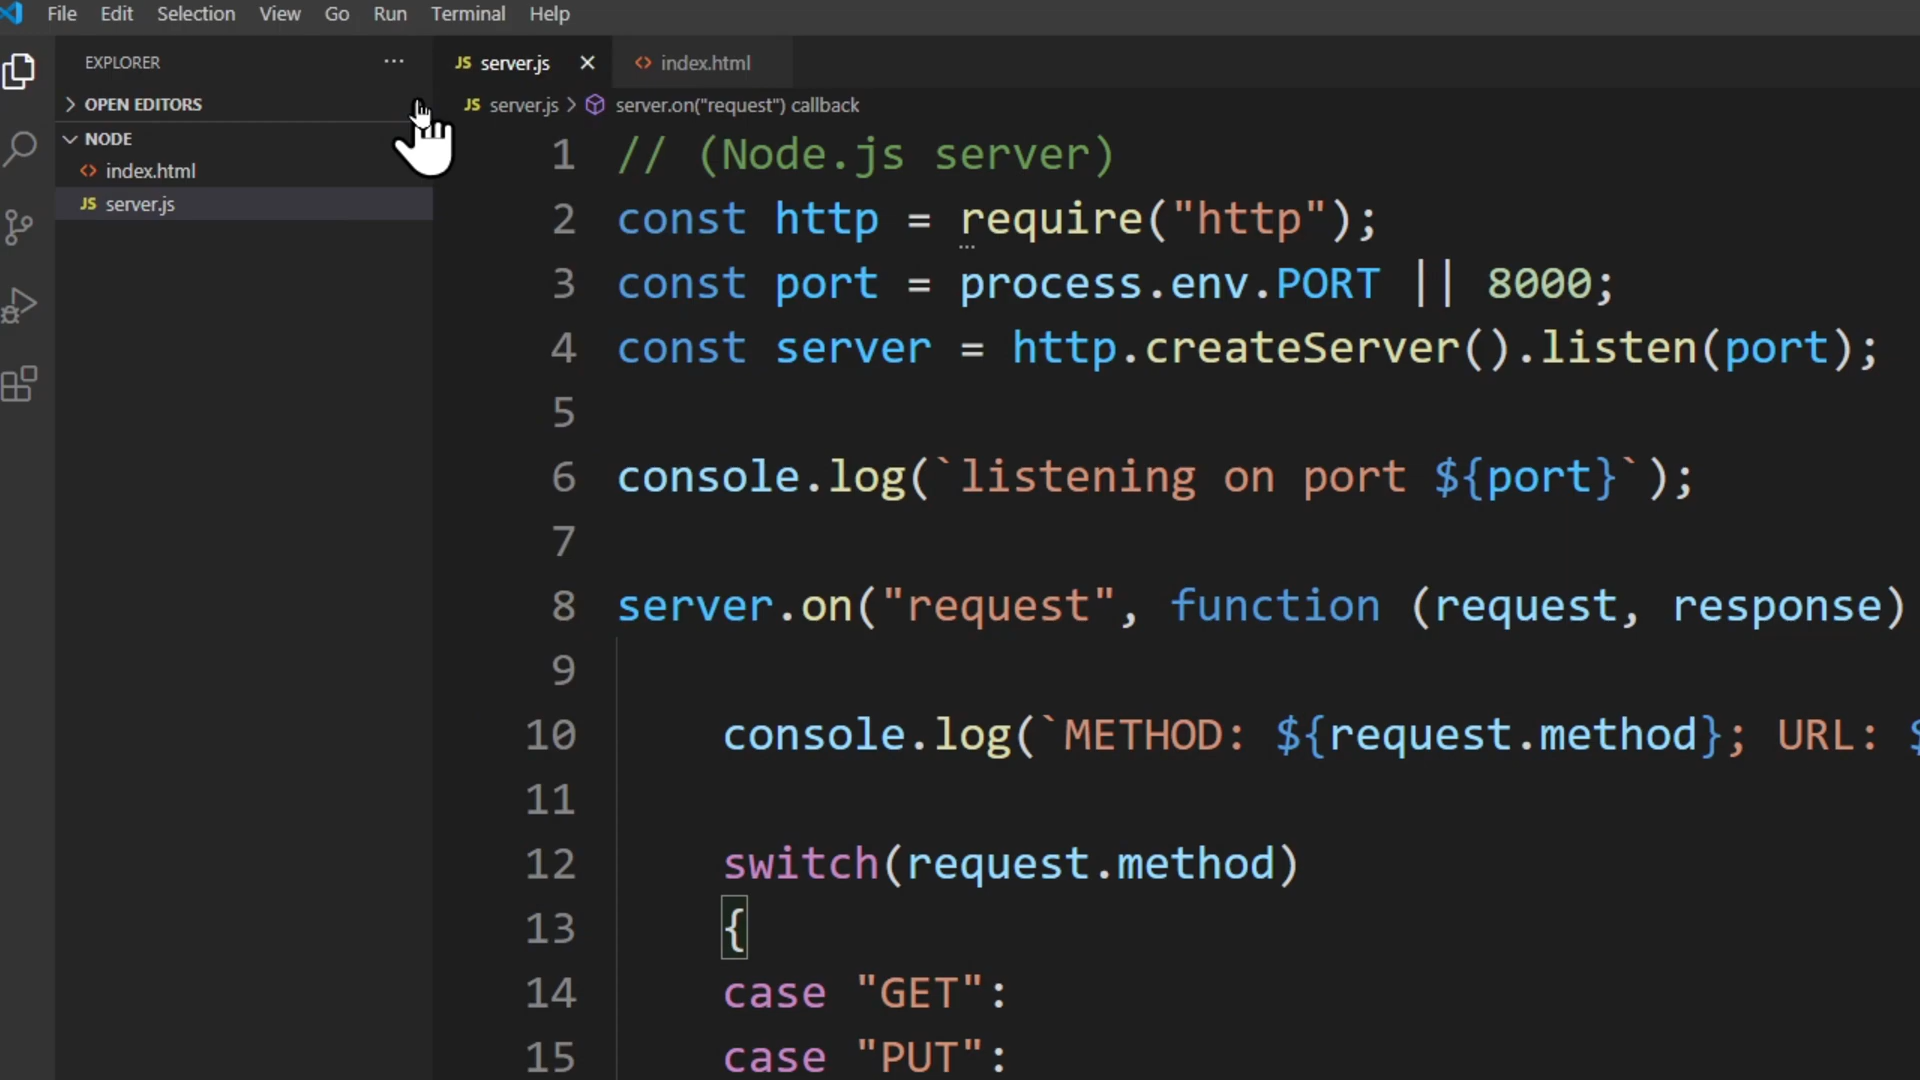 File Edit Selection View Go Run Terminal Help
EXPLORER ···
OPEN EDITORS
NODE
<> index.html
JS server.js
JS server.js × <> index.html
JS server.js > server.on("request") callback
1 // (Node.js server)
2 const http = require("http");
3 const port = process.env.PORT || 8000;
4 const server = http.createServer().listen(port);
5
6 console.log(`listening on port ${port}`);
7
8 server.on("request", function (request, response)
9
10 console.log(`METHOD: ${request.method}; URL: $
11
12 switch(request.method)
13 {
14 case "GET":
15 case "PUT":